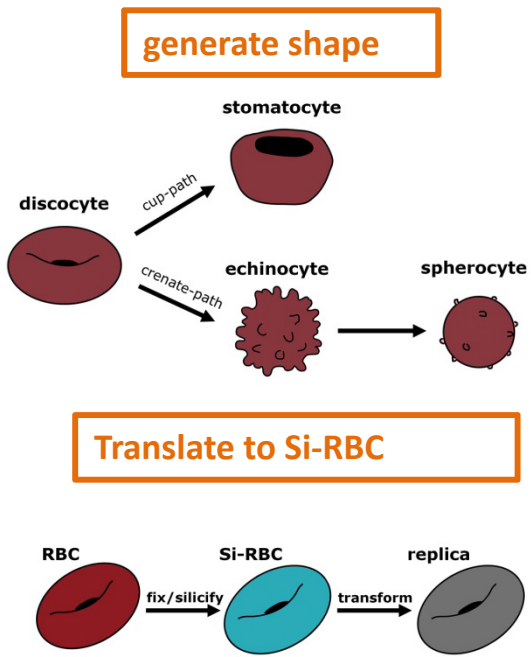 generate shape
stomatocyte
cup-path
discocyte
crenate-path
echinocyte
spherocyte
Translate to Si-RBC
RBC
Si-RBC
replica
fix/silicify
transform